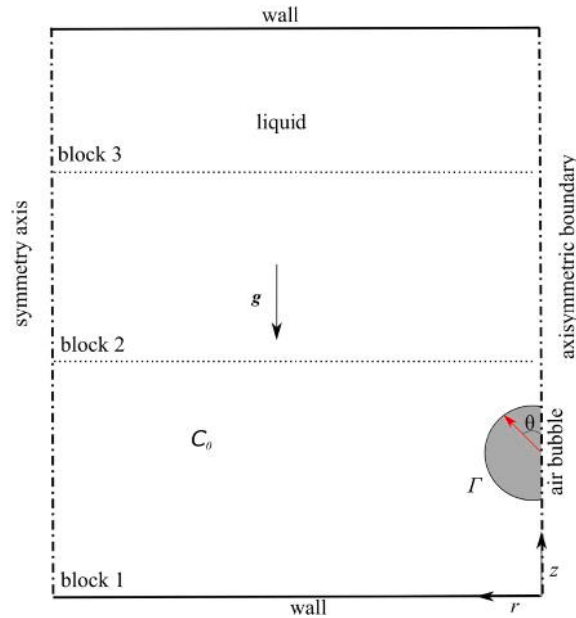 wall
liquid
block 3
symmetry axis
axisymmetric boundary
g
block 2
C₀
θ
air bubble
Γ
z
block 1
r
wall